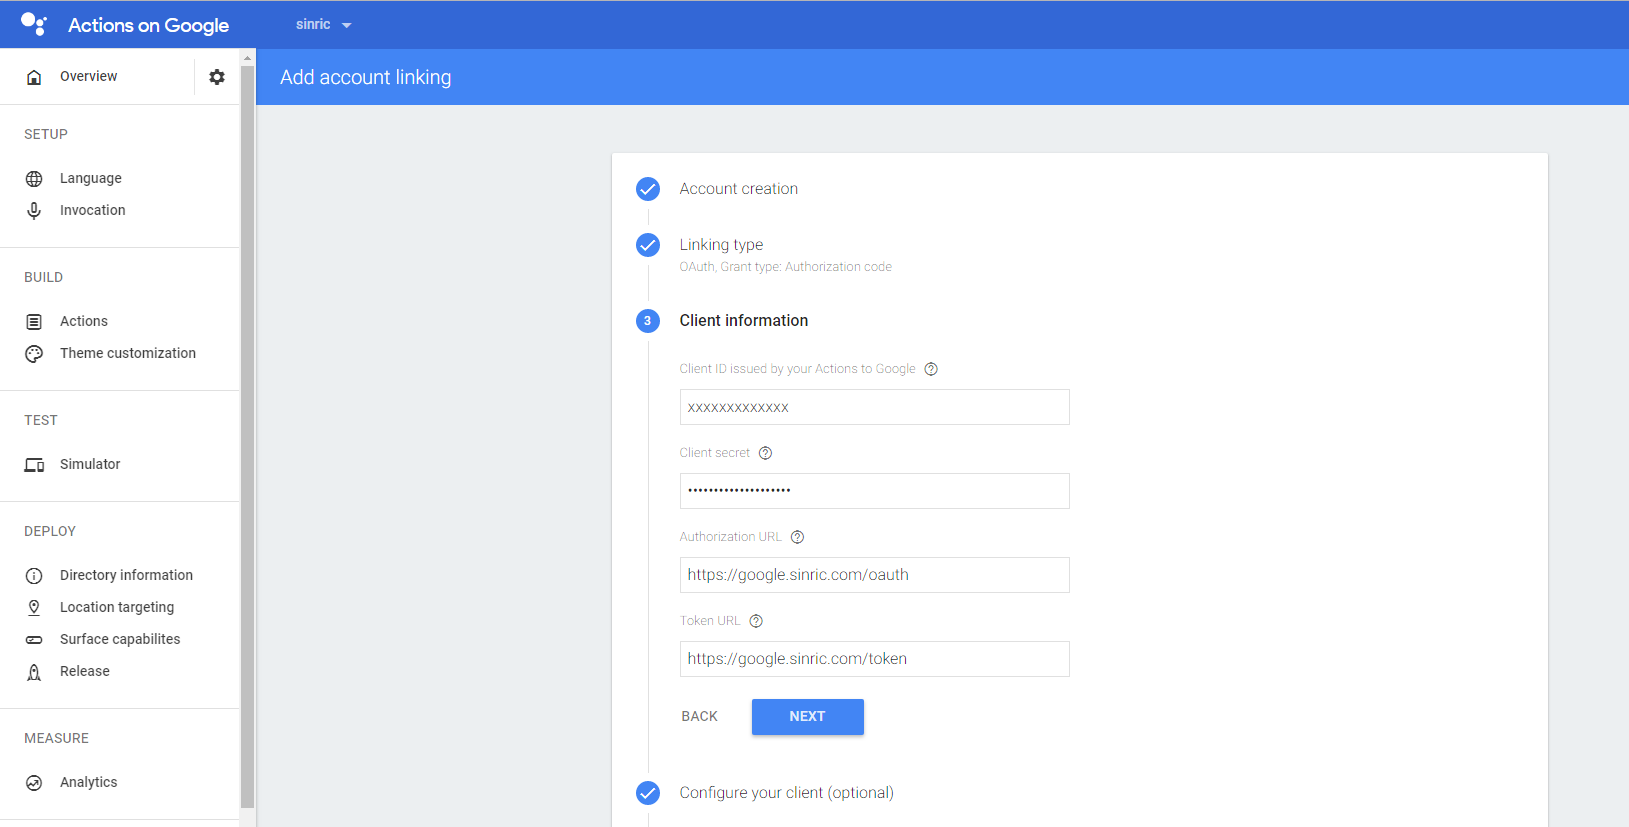 Actions on Google
sinric
Overview
Add account linking
SETUP
Language
Invocation
BUILD
Actions
Theme customization
TEST
Simulator
DEPLOY
Directory information
Location targeting
Surface capabilites
Release
MEASURE
Analytics
Account creation
Linking type
OAuth, Grant type: Authorization code
3 Client information
Client ID issued by your Actions to Google ?
xxxxxxxxxxxxx
Client secret ?
••••••••••••••••••••
Authorization URL ?
https://google.sinric.com/oauth
Token URL ?
https://google.sinric.com/token
BACK NEXT
Configure your client (optional)